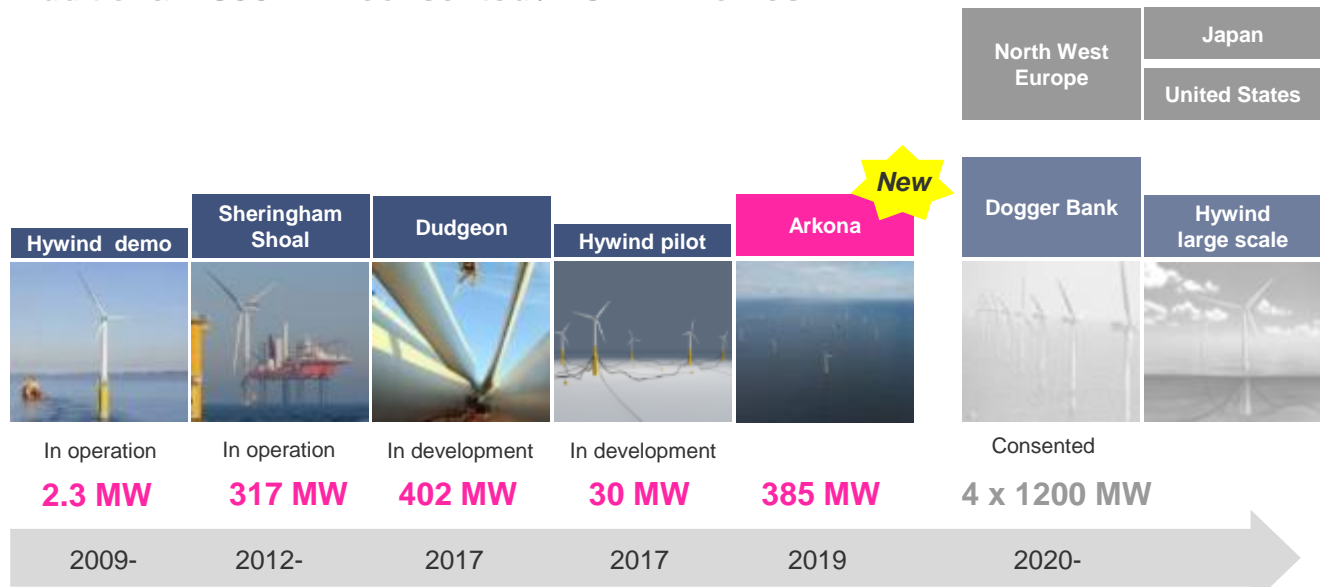 North West
Europe
Japan
United States
New
Hywind demo
Sheringham
Shoal
Dudgeon
Hywind pilot
Arkona
Dogger Bank
Hywind
large scale
In operation
In operation
In development
In development
Consented
2.3 MW
317 MW
402 MW
30 MW
385 MW
4 x 1200 MW
2009-
2012-
2017
2017
2019
2020-